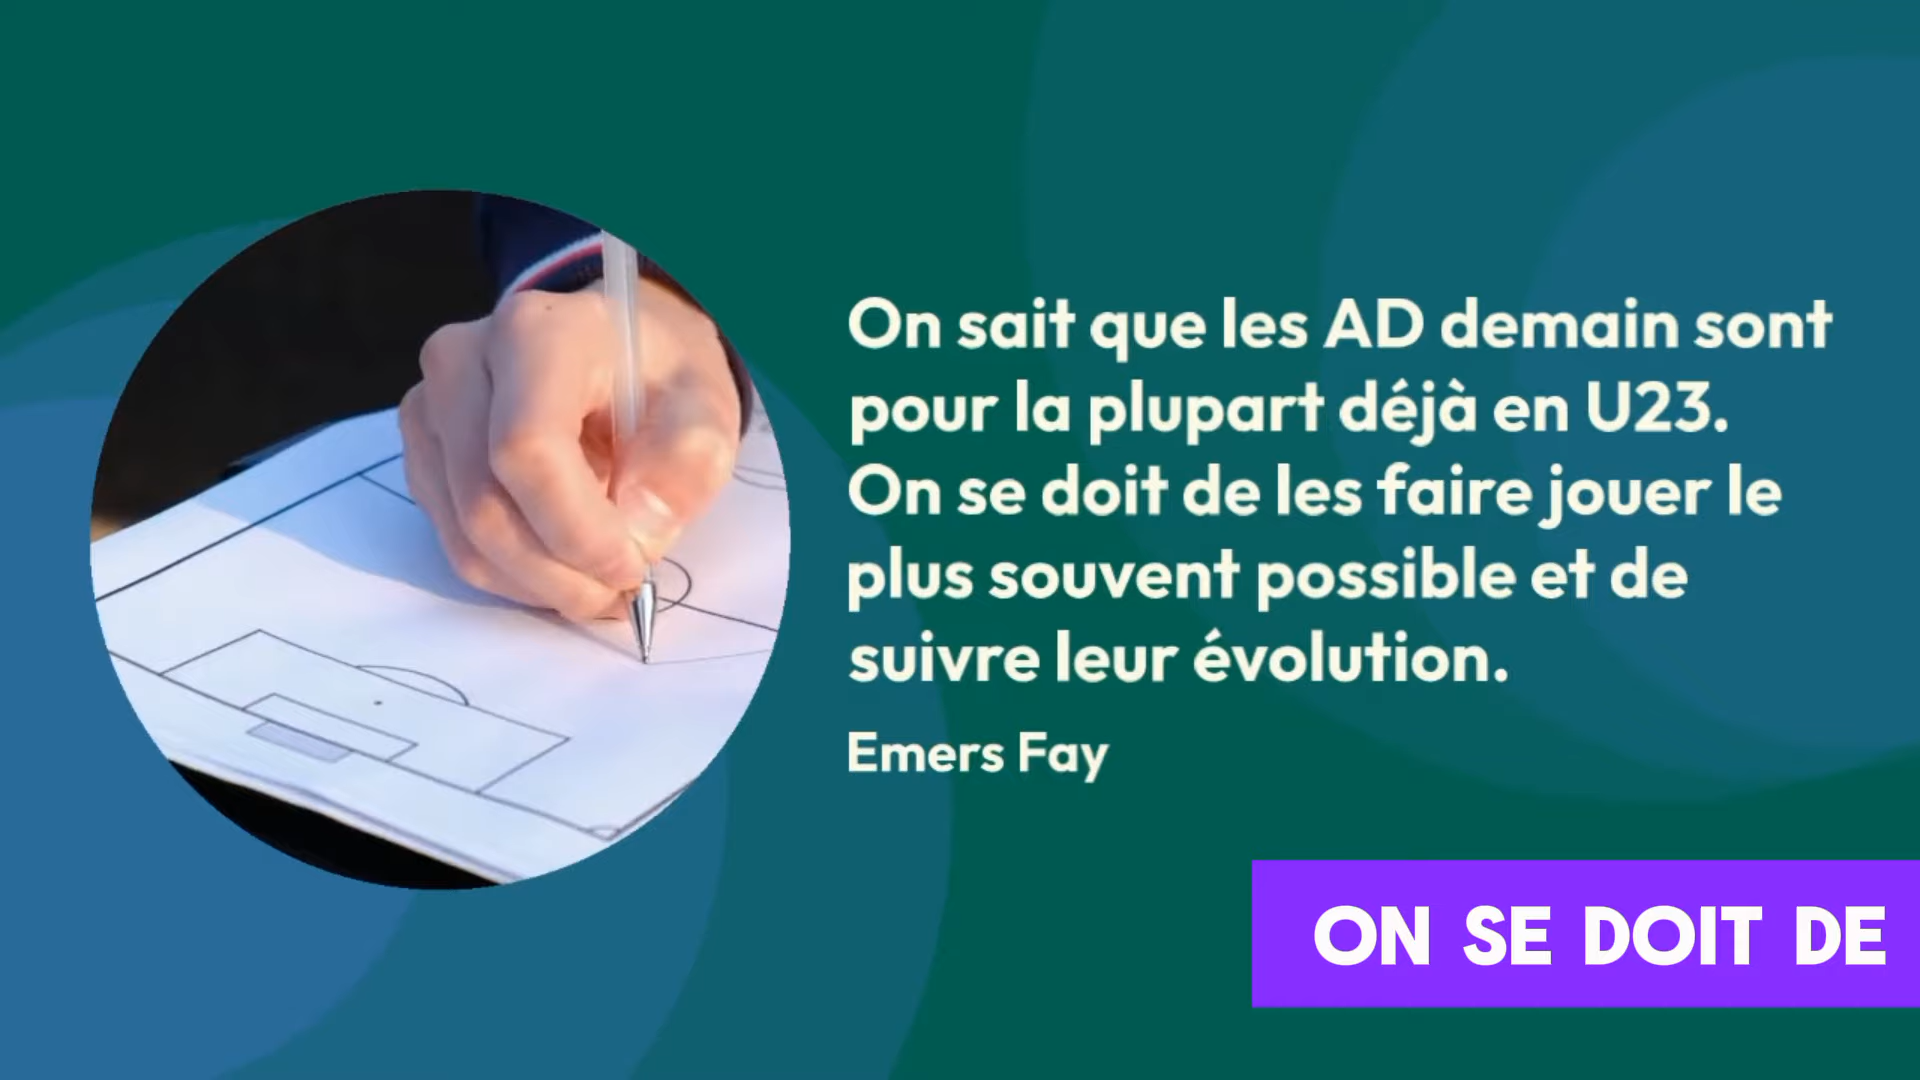 On sait que les AD demain sont
pour la plupart déjà en U23.
On se doit de les faire jouer le
plus souvent possible et de
suivre leur évolution.
Emers Fay
ON SE DOIT DE